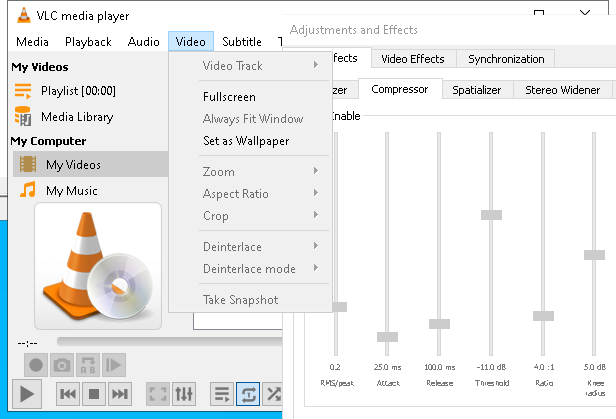 VLC media player
Adjustments and Effects
Media Playback Audio Video Subtitle T
Video Effects Synchronization
My Videos
Playlist [00:00]
Media Library
My Computer
My Videos
My Music
Video Track
Fullscreen
Always Fit Window
Set as Wallpaper
Zoom
Aspect Ratio
Crop
Deinterlace
Deinterlace mode
Take Snapshot
Compressor Spatializer Stereo Widener
Enable
--:--
0.2 25.0 ms 100.0 ms -11.0 dB 4.0 :1 5.0 dB
RMS/peak Attack Release Threshold Ratio Knee
radius